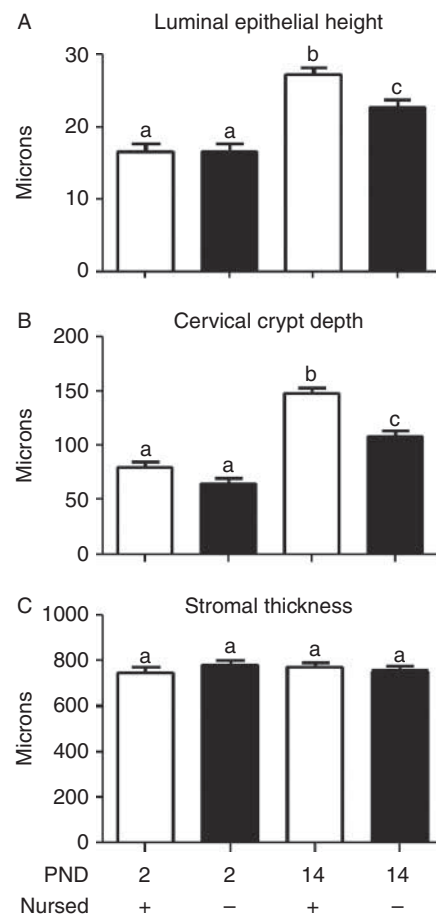 A Luminal epithelial height
30
20
10
0
Microns
a a b c
B Cervical crypt depth
200
150
100
50
0
Microns
a a b c
C Stromal thickness
1000
800
600
400
200
0
Microns
a a a a
PND 2 2 14 14
Nursed + – + –